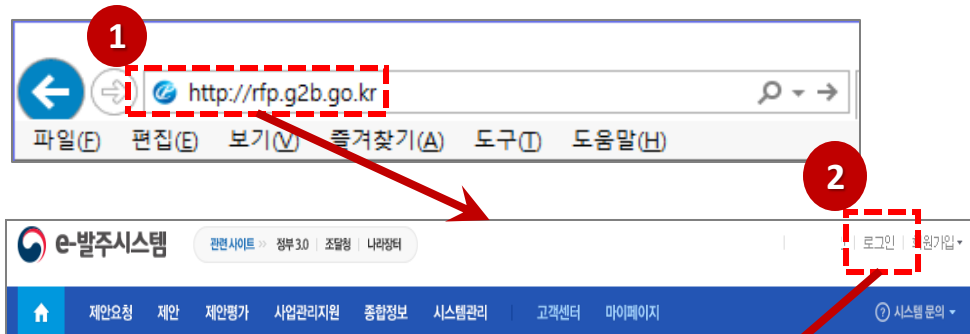 1
http://rfp.g2b.go.kr
파일(F) 편집(E) 보기(V) 즐겨찾기(A) 도구(T) 도움말(H)
2
e-발주시스템 관련사이트 정부 3.0 조달청 나라장터 로그인 회원가입
제안요청 제안 제안평가 사업관리지원 종합정보 시스템관리 고객센터 마이페이지 ? 시스템 문의